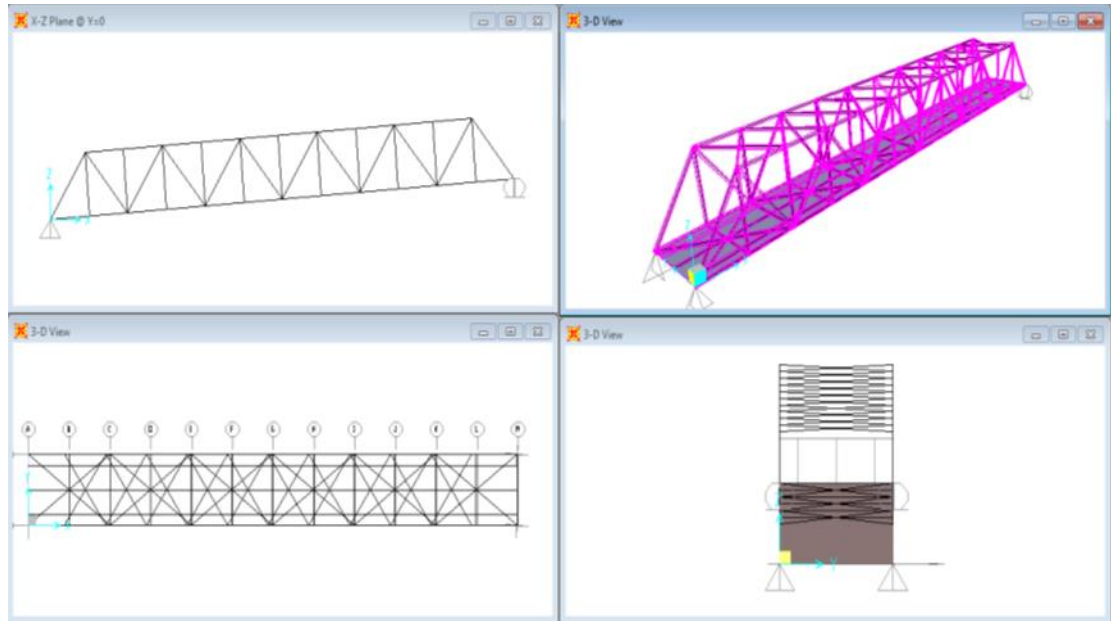 X-Z Plane @ Y=0
3-D View
Z
3-D View
3-D View
A B C D E F G H I J K L M
Y
X
Y